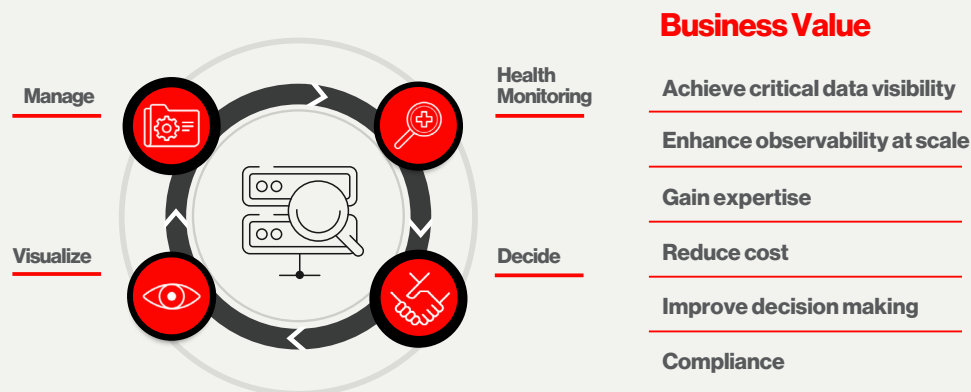 Manage
Health
Monitoring
Visualize
Decide
Business Value
Achieve critical data visibility
Enhance observability at scale
Gain expertise
Reduce cost
Improve decision making
Compliance